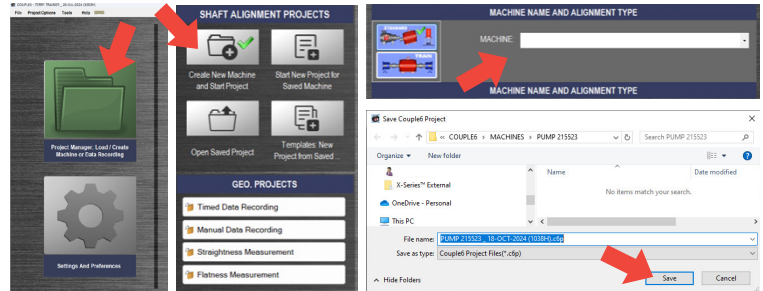 COUPLE6 - TERRY TRAINER_
File Project Options Tools Help
Project Manager: Load / Create
Machine or Data Recording
Settings And Preferences
SHAFT ALIGNMENT PROJECTS
Create New Machine
and Start Project
Start New Project for
Saved Machine
Open Saved Project
Templates: New
Project from Saved ...
GEO. PROJECTS
Timed Data Recording
Manual Data Recording
Straightness Measurement
Flatness Measurement
MACHINE NAME AND ALIGNMENT TYPE
STANDARD
MACHINE:
TRAIN
MACHINE NAME AND ALIGNMENT TYPE
Save Couple6 Project
« COUPLE6 › MACHINES › PUMP 215523
Search PUMP 215523
Organize
New folder
Name
Date modified
X-Series™ External
No items match your search.
OneDrive - Personal
This PC
File name: PUMP 215523 _ 18-OCT-2024 (1038H).c6p
Save as type: Couple6 Project Files(*.c6p)
Hide Folders
Save
Cancel